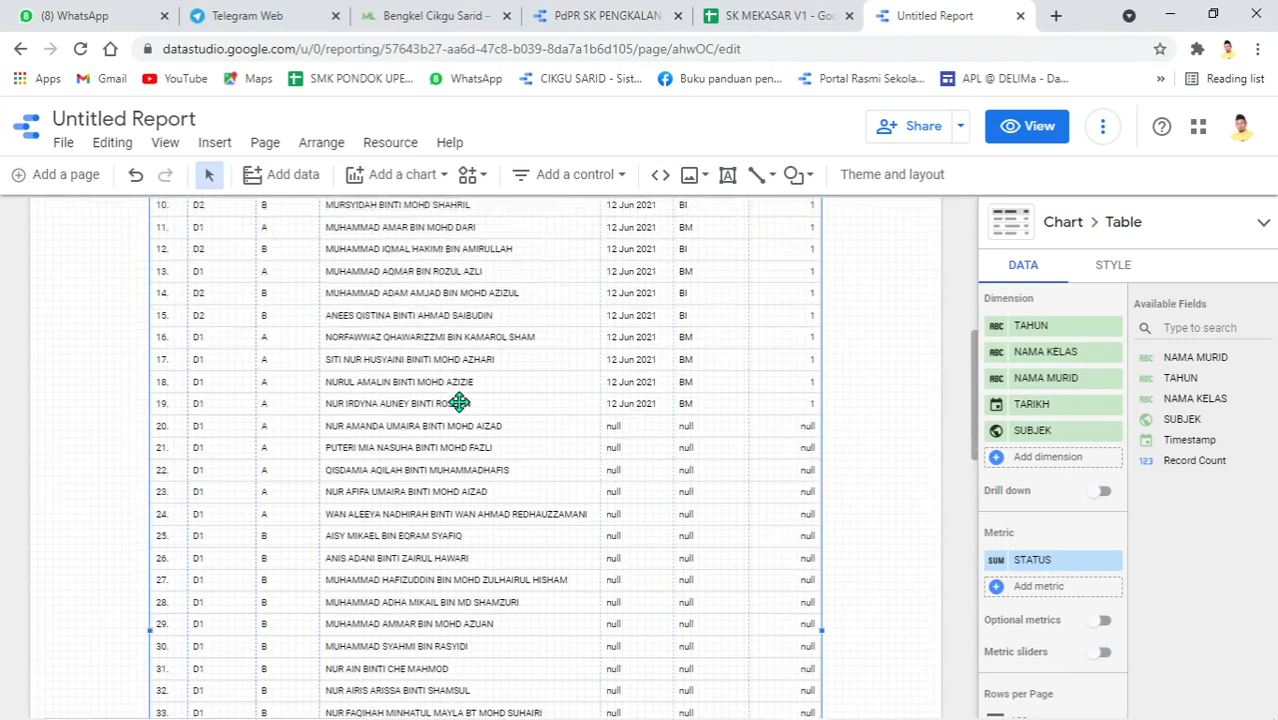 (8) WhatsApp
Telegram Web
Bengkel Cikgu Sarid –
PdPR SK PENGKALAN
SK MEKASAR V1 - Goo
Untitled Report
datastudio.google.com/u/0/reporting/57643b27-aa6d-47c8-b039-8da7a1b6d105/page/ahwOC/edit
Apps
Gmail
YouTube
Maps
SMK PONDOK UPE...
WhatsApp
CIKGU SARID - Sist...
Buku panduan pen...
Portal Rasmi Sekola...
APL @ DELIMa - Da...
Reading list
Untitled Report
Share
View
File Edit View Insert Page Arrange Resource Help
Add a page
Add data
Add a chart
Add a control
Theme and layout
10. D2 B MURSYIDAH BINTI MOHD SHAHRIL 12 Jun 2021 BI 1
11. D1 A MUHAMMAD AMAR BIN MOHD DARI 12 Jun 2021 BM 1
12. D2 B MUHAMMAD IQMAL HAKIMI BIN AMIRULLAH 12 Jun 2021 BI 1
13. D1 A MUHAMMAD AQMAR BIN ROZUL AZLI 12 Jun 2021 BM 1
14. D2 B MUHAMMAD ADAM AMJAD BIN MOHD AZIZUL 12 Jun 2021 BI 1
15. D2 B ANEES QISTINA BINTI AHMAD SAIBUDIN 12 Jun 2021 BI 1
16. D1 A NORFAWWAZ QHAWARIZZMI BIN KAMAROL SHAM 12 Jun 2021 BM 1
17. D1 A SITI NUR HUSYAINI BINITI MOHD AZHARI 12 Jun 2021 BM 1
18. D1 A NURUL AMALIN BINTI MOHD AZIZIE 12 Jun 2021 BM 1
19. D1 A NUR IRDYNA AUNEY BINTI 12 Jun 2021 BM 1
20. D1 A NUR AMANDA UMAIRA BINTI MOHD AIZAD null null null
21. D1 A PUTERI MIA NASUHA BINTI MOHD FAZLI null null null
22. D1 A QISDAMIA AQILAH BINTI MUHAMMADHAFIS null null null
23. D1 A NUR AFIFA UMAIRA BINTI MOHD AIZAD null null null
24. D1 A WAN ALEEYA NADHIRAH BINTI WAN AHMAD REDHAUZZAMANI null null null
25. D1 B AISY MIKAEL BIN EQRAM SYAFIQ null null null
26. D1 B ANIS ADANI BINTI ZAIRUL HAWARI null null null
27. D1 B MUHAMMAD HAFIZUDDIN BIN MOHD ZULHAIRUL HISHAM null null null
28. D1 B MUHAMMAD ADHA MIKAIL BIN MD SHAMZURI null null null
29. D1 B MUHAMMAD AMMAR BIN MOHD AZUAN null null null
30. D1 B MUHAMMAD SYAHMI BIN RASYIDI null null null
31. D1 B NUR AIN BINTI CHE MAHMOD null null null
32. D1 B NUR AIRIS ARISSA BINTI SHAMSUL null null null
33. D1 B NUR FAQIHAH MINHATUL MAYLA BT MOHD SUHAIRI null null null
Chart > Table
DATA
STYLE
Dimension
ABC TAHUN
ABC NAMA KELAS
ABC NAMA MURID
TARIKH
SUBJEK
Add dimension
Drill down
Metric
SUM STATUS
Add metric
Optional metrics
Metric sliders
Rows per Page
Available Fields
Type to search
ABC NAMA MURID
ABC TAHUN
ABC NAMA KELAS
SUBJEK
Timestamp
123 Record Count